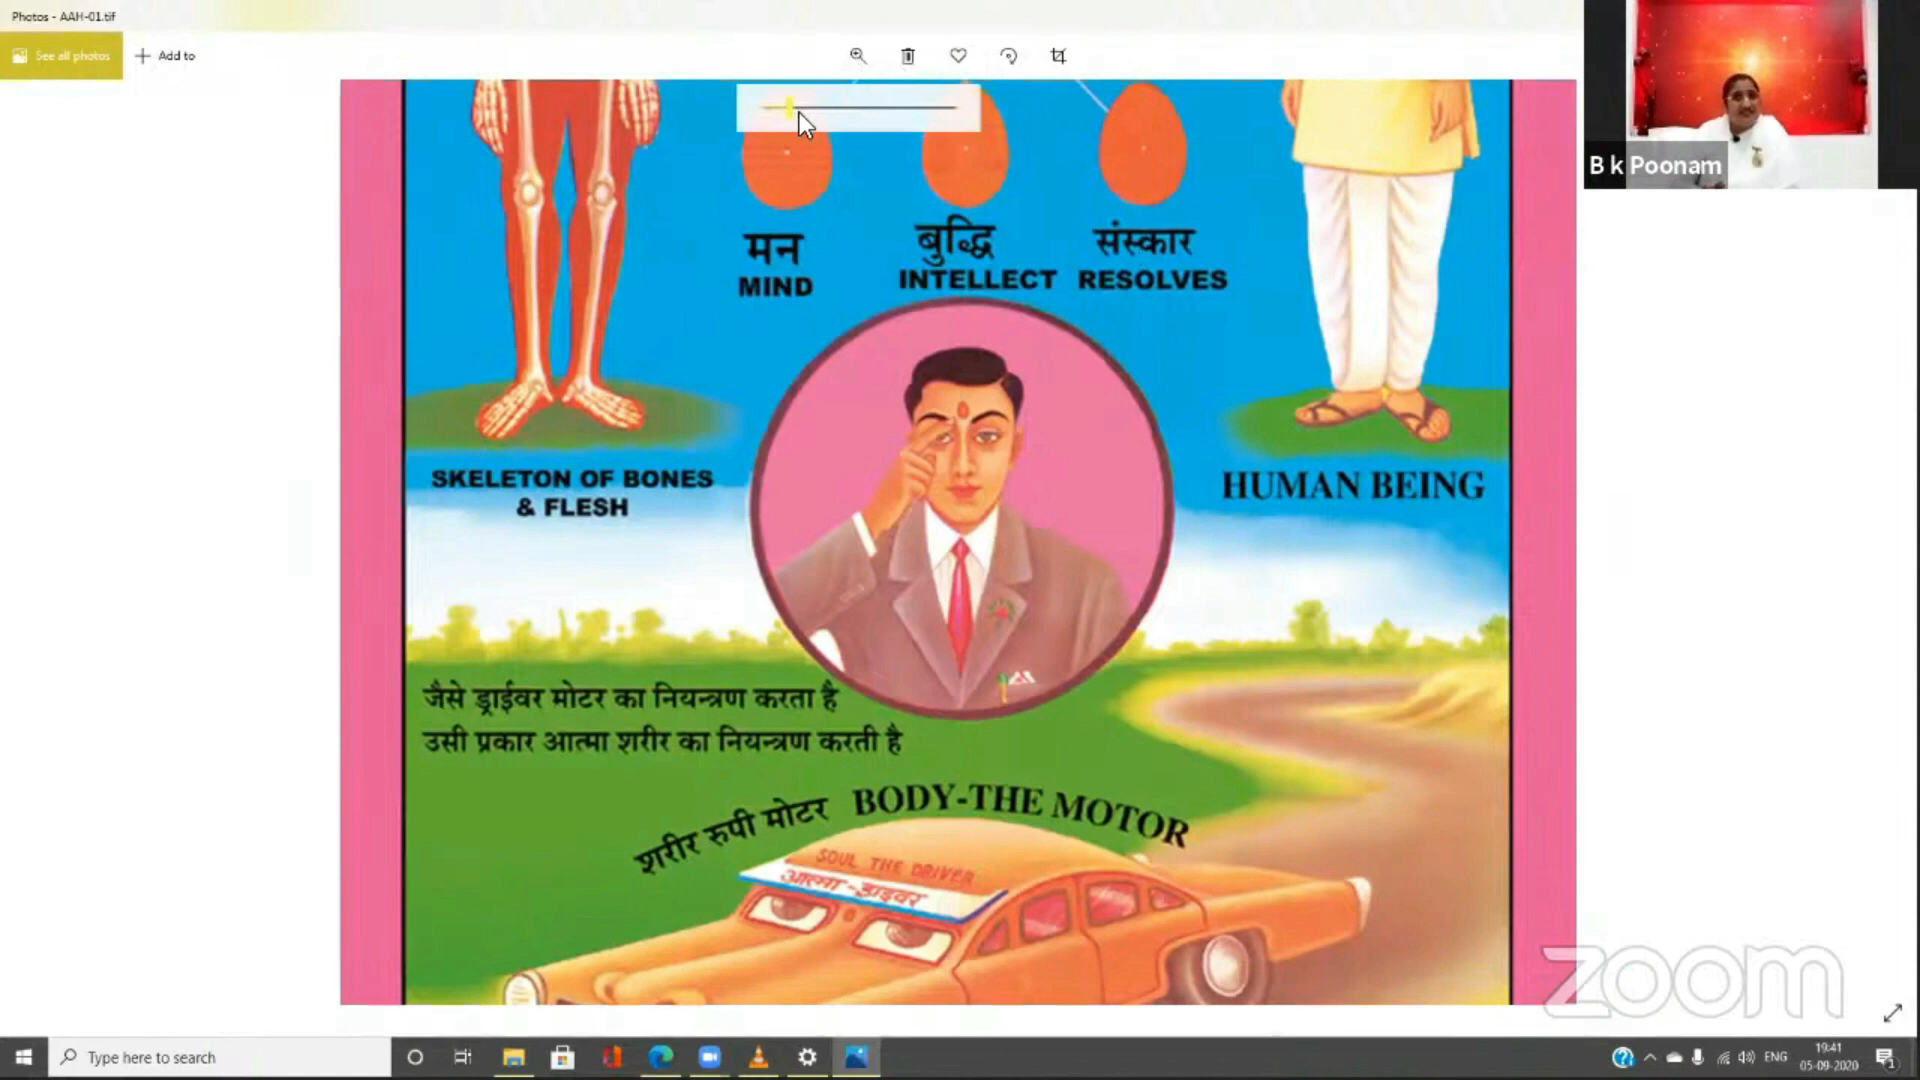 Photos - AAH-01.tif
See all photos
Add to
B k Poonam
मन
MIND
बुद्धि
INTELLECT
संस्कार
RESOLVES
SKELETON OF BONES
& FLESH
HUMAN BEING
जैसे ड्राईवर मोटर का नियन्त्रण करता है
उसी प्रकार आत्मा शरीर का नियन्त्रण करती है
शरीर रुपी मोटर BODY-THE MOTOR
SOUL THE DRIVER
आत्मा-ड्राइवर
zoom
Type here to search
ENG
19:41
05-09-2020
1